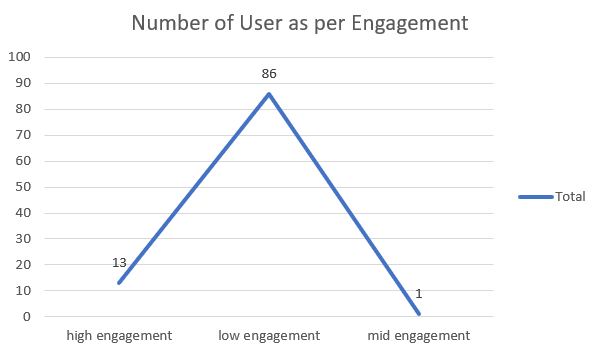 Number of User as per Engagement
100
90
80
70
60
50
40
30
20
10
0
13
86
1
high engagement
low engagement
mid engagement
Total